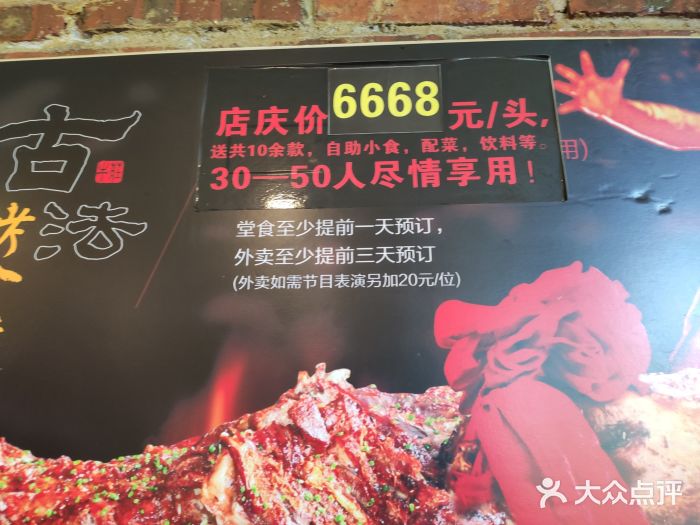 店庆价6668元/头,
送共10余款,自助小食,配菜,饮料等。
用)
30—50人尽情享用!
古法
烤
堂食至少提前一天预订,
外卖至少提前三天预订
(外卖如需节目表演另加20元/位)
大众点评